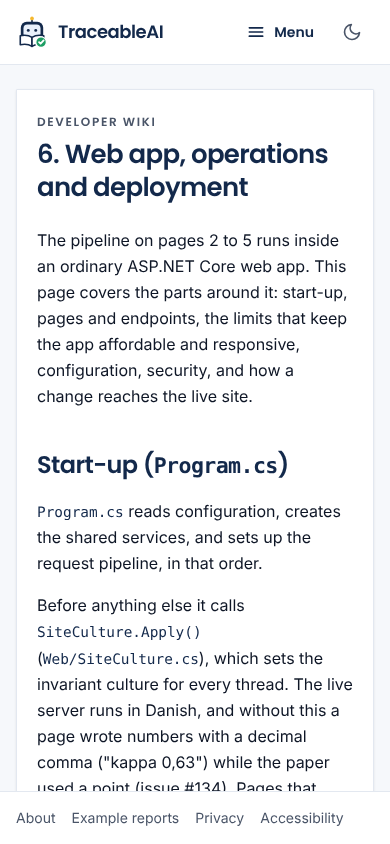 TraceableAI
Menu
DEVELOPER WIKI
6. Web app, operations
and deployment
The pipeline on pages 2 to 5 runs inside
an ordinary ASP.NET Core web app. This
page covers the parts around it: start-up,
pages and endpoints, the limits that keep
the app affordable and responsive,
configuration, security, and how a
change reaches the live site.
Start-up (Program.cs)
Program.cs reads configuration, creates
the shared services, and sets up the
request pipeline, in that order.
Before anything else it calls
SiteCulture.Apply()
(Web/SiteCulture.cs), which sets the
invariant culture for every thread. The live
server runs in Danish, and without this a
page wrote numbers with a decimal
comma ("kappa 0,63") while the paper
used a point (issue #134). Pages that
About
Example reports
Privacy
Accessibility